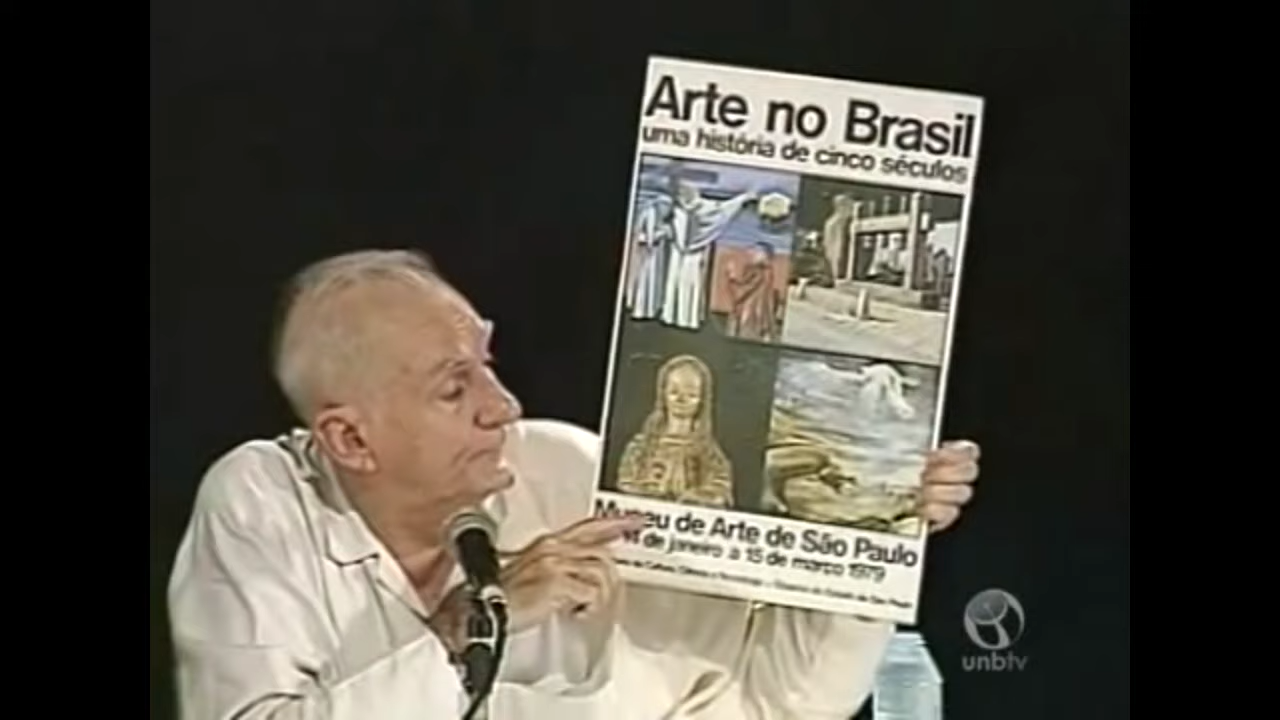 Arte no Brasil
uma história de cinco séculos
Museu de Arte de São Paulo
de janeiro a 15 de março 1979
unbtv